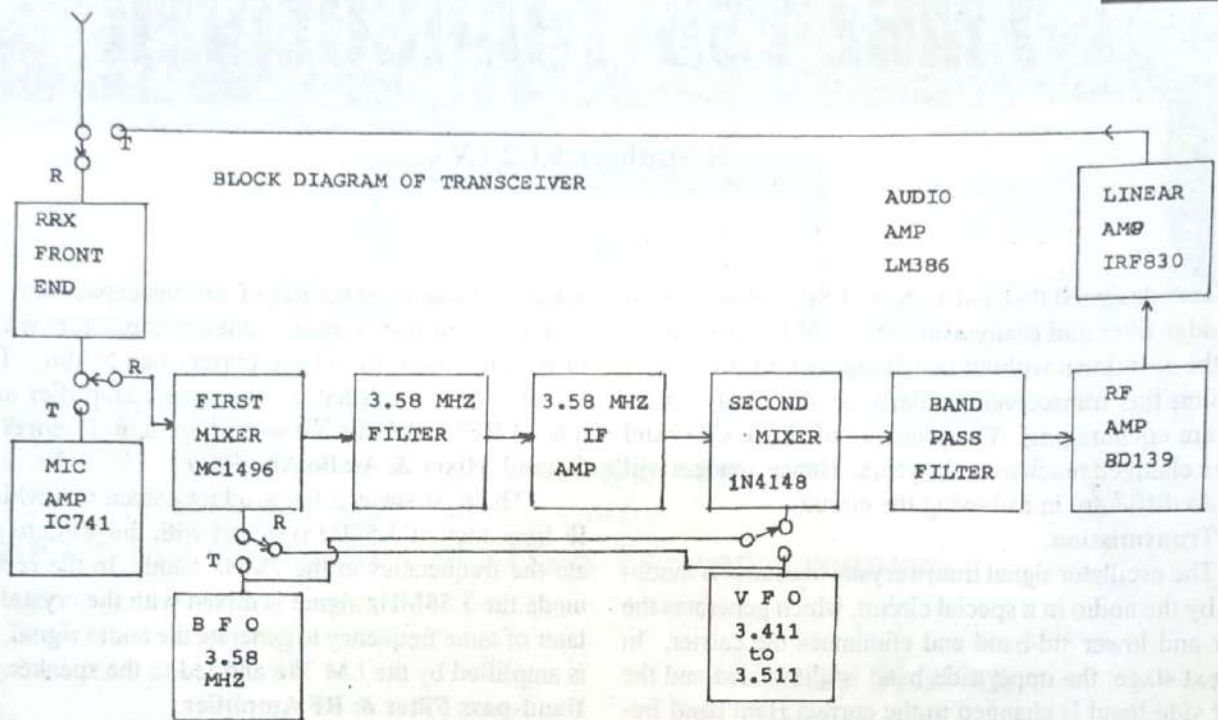 T
R
BLOCK DIAGRAM OF TRANSCEIVER
RRX
FRONT
END
AUDIO
AMP
LM386
LINEAR
AMP
IRF830
R
T
MIC
AMP
IC741
FIRST
MIXER
MC1496
3.58 MHZ
FILTER
3.58 MHZ
IF
AMP
SECOND
MIXER
1N4148
BAND
PASS
FILTER
RF
AMP
BD139
R
T
B F O
3.58
MHZ
V F O
3.411
to
3.511